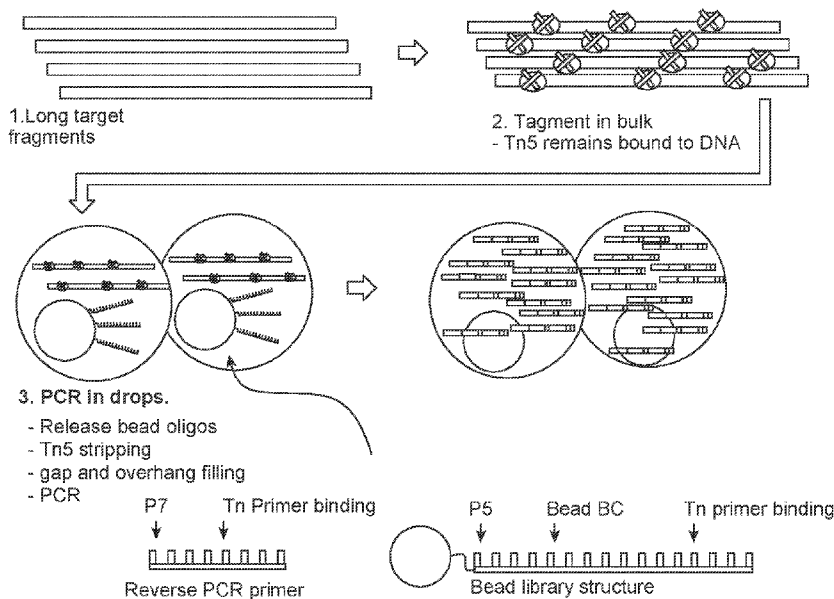 1.Long target
fragments
2. Tagment in bulk
- Tn5 remains bound to DNA
3. PCR in drops.
- Release bead oligos
- Tn5 stripping
- gap and overhang filling
- PCR
P7
Tn Primer binding
Reverse PCR primer
P5
Bead BC
Tn primer binding
Bead library structure